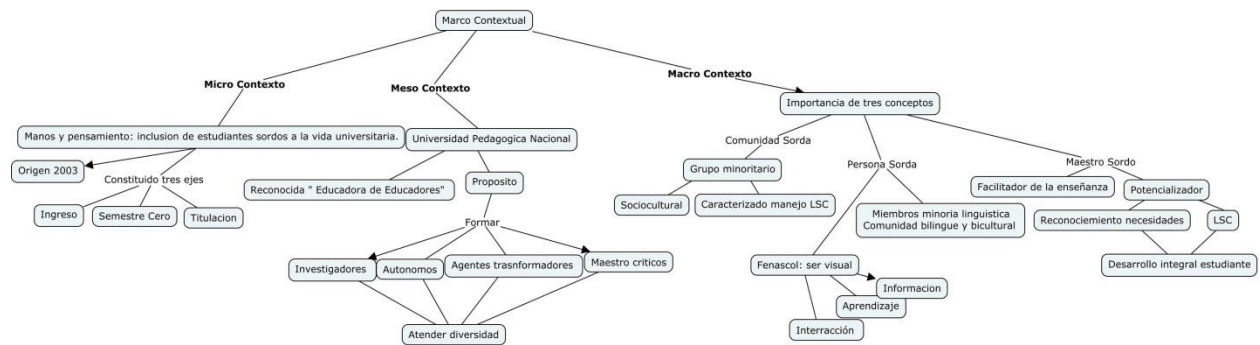 Marco Contextual
Micro Contexto
Meso Contexto
Macro Contexto
Manos y pensamiento: inclusion de estudiantes sordos a la vida universitaria.
Origen 2003
Constituido tres ejes
Ingreso
Semestre Cero
Titulacion
Universidad Pedagogica Nacional
Reconocida " Educadora de Educadores"
Proposito
Formar
Investigadores
Autonomos
Agentes trasnformadores
Maestro criticos
Atender diversidad
Importancia de tres conceptos
Comunidad Sorda
Grupo minoritario
Sociocultural
Caracterizado manejo LSC
Persona Sorda
Miembros minoria linguistica
Comunidad bilingue y bicultural
Fenascol: ser visual
Informacion
Aprendizaje
Interracción
Maestro Sordo
Facilitador de la enseñanza
Potencializador
Reconociemiento necesidades
LSC
Desarrollo integral estudiante